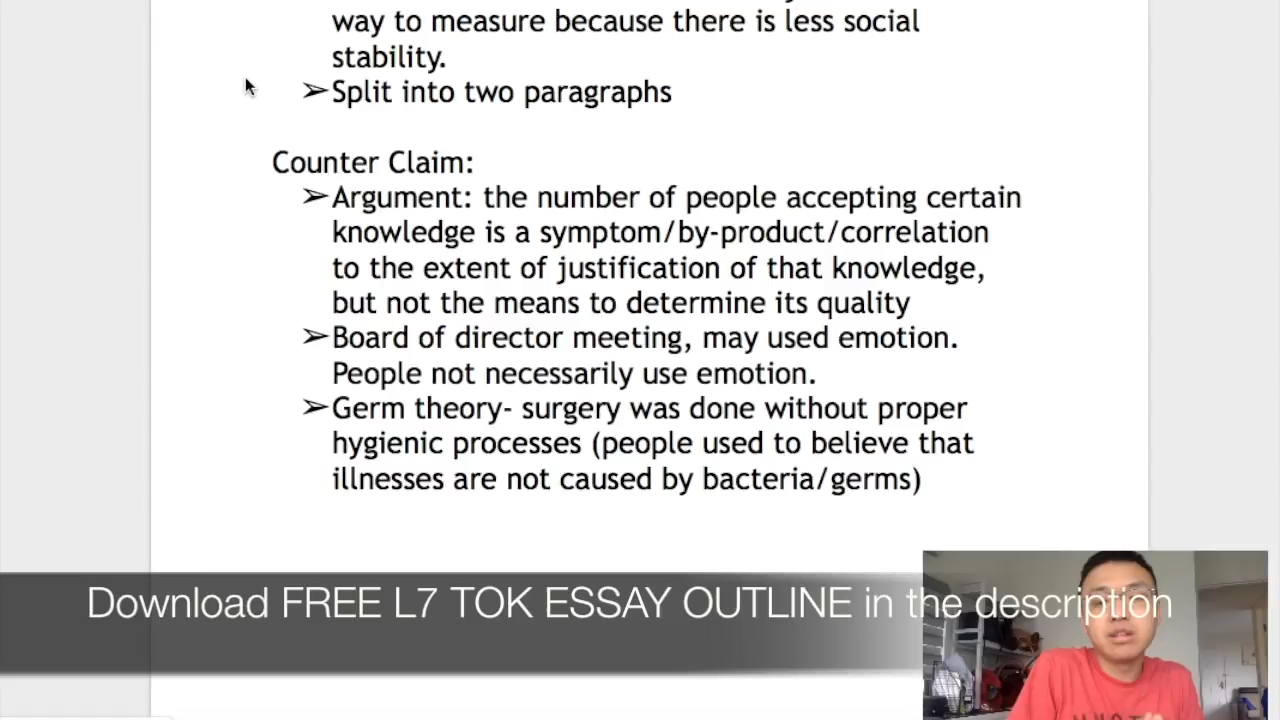 way to measure because there is less social
stability.
➢Split into two paragraphs
Counter Claim:
➢Argument: the number of people accepting certain
knowledge is a symptom/by-product/correlation
to the extent of justification of that knowledge,
but not the means to determine its quality
➢Board of director meeting, may used emotion.
People not necessarily use emotion.
➢Germ theory- surgery was done without proper
hygienic processes (people used to believe that
illnesses are not caused by bacteria/germs)
Download FREE L7 TOK ESSAY OUTLINE in the description